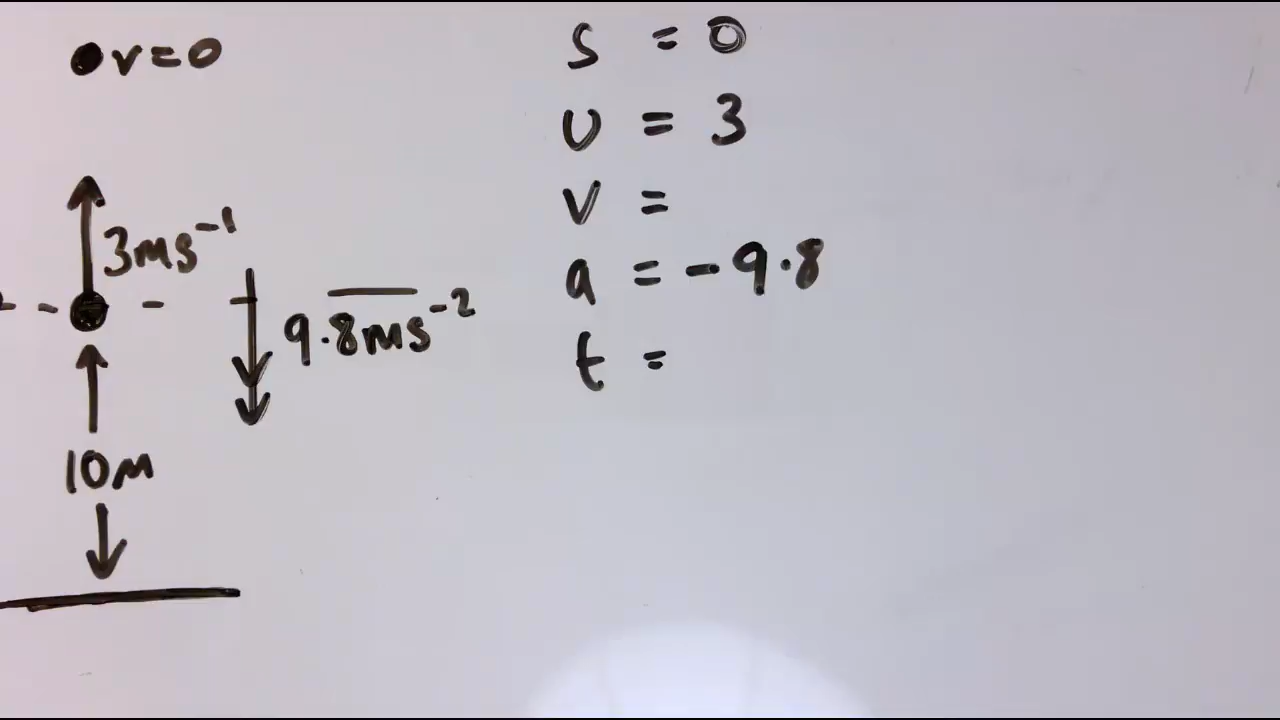 v=0
3ms⁻¹
9.8ms⁻²
10m
s = 0
u = 3
v =
a = -9.8
t =